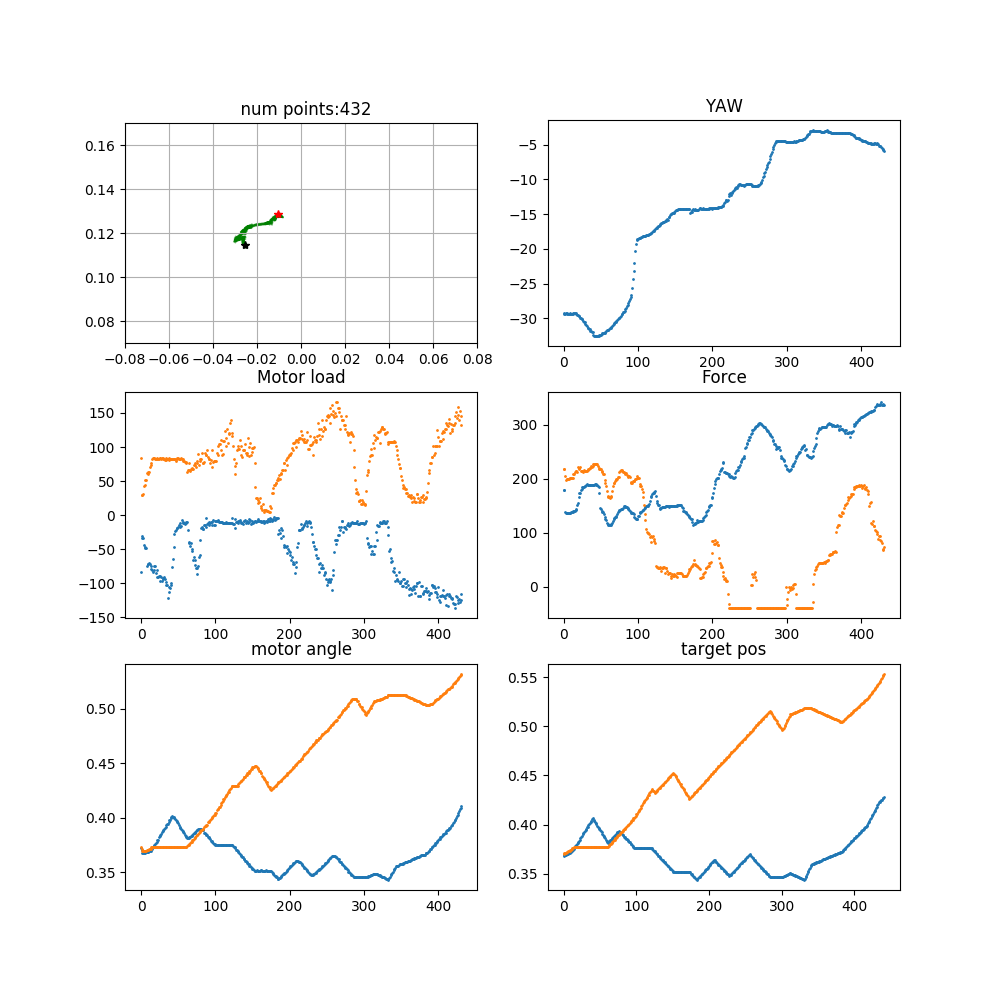 num points:432
0.16
0.14
0.12
0.10
0.08
−0.08 −0.06 −0.04 −0.02 0.00 0.02 0.04 0.06 0.08
YAW
−5
−10
−15
−20
−25
−30
0 100 200 300 400
Motor load
150
100
50
0
−50
−100
−150
0 100 200 300 400
Force
300
200
100
0
0 100 200 300 400
motor angle
0.50
0.45
0.40
0.35
0 100 200 300 400
target pos
0.55
0.50
0.45
0.40
0.35
0 100 200 300 400